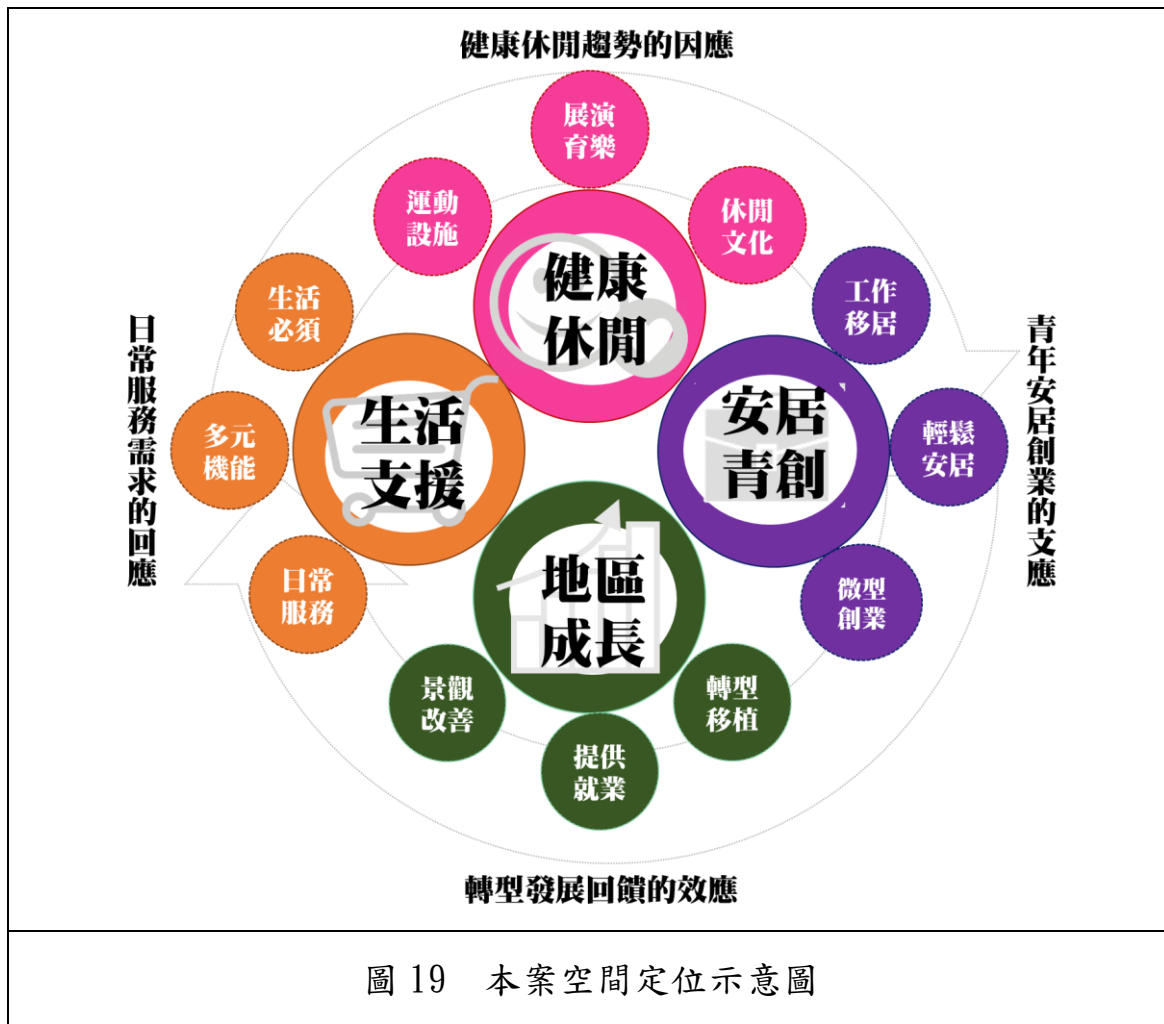 健康休閒趨勢的因應
展演
育樂
運動
設施
休閒
文化
健康
休閒
生活
必須
工作
移居
日常服務需求的回應
青年安居創業的支應
多元
機能
生活
支援
安居
青創
輕鬆
安居
日常
服務
地區
成長
微型
創業
景觀
改善
轉型
移植
提供
就業
轉型發展回饋的效應
圖 19 本案空間定位示意圖